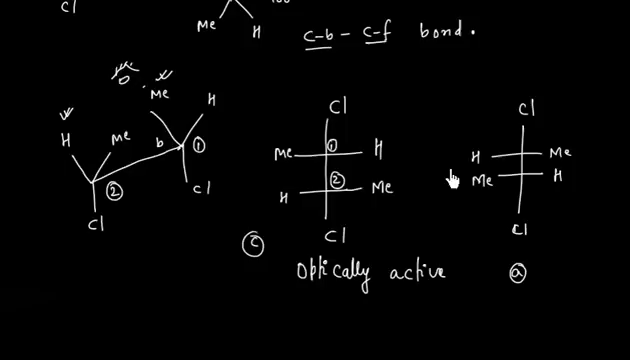 Cl
Me H
C-b - C-f bond.
Me H
H Me b ①
②
Cl
Cl
Cl
Me ① H
H ② Me
Cl
c
Optically active
Cl
H Me
Me H
Cl
ⓐ